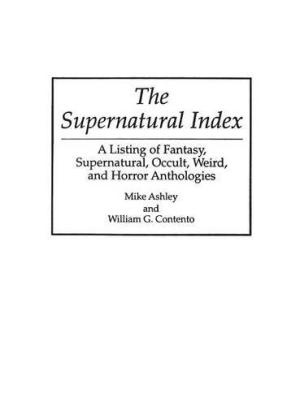 The
Supernatural Index
A Listing of Fantasy,
Supernatural, Occult, Weird,
and Horror Anthologies
Mike Ashley
and
William G. Contento